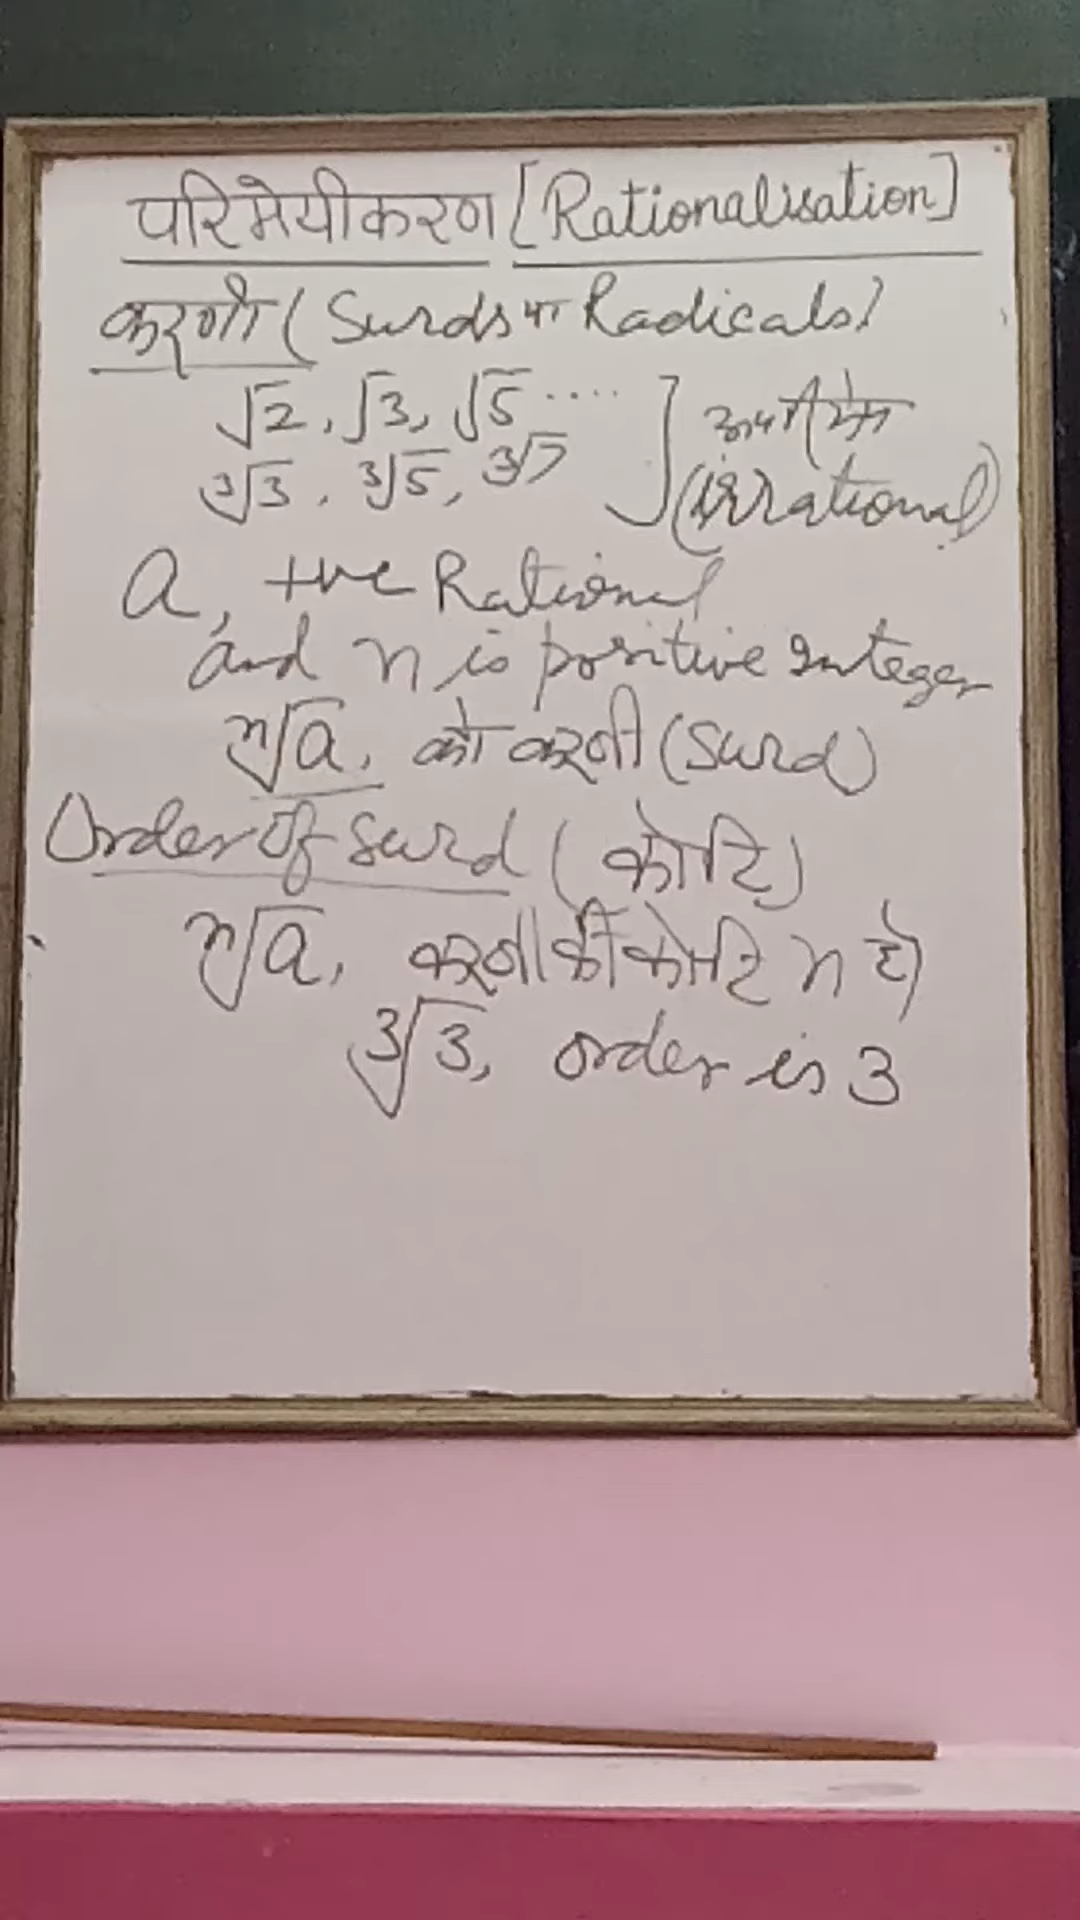 परिमेयीकरण [Rationalisation]
करणी (Surds या Radicals)
√2, √3, √5 ....
∛3, ∛5, ∛7 ] अपरिमेय (irrational)
a, +ve Rational
and n is positive Integer
ⁿ√a, को करणी (Surd)
Order of Surd (कोटि)
ⁿ√a, करणी की कोटि n है
∛3, order is 3